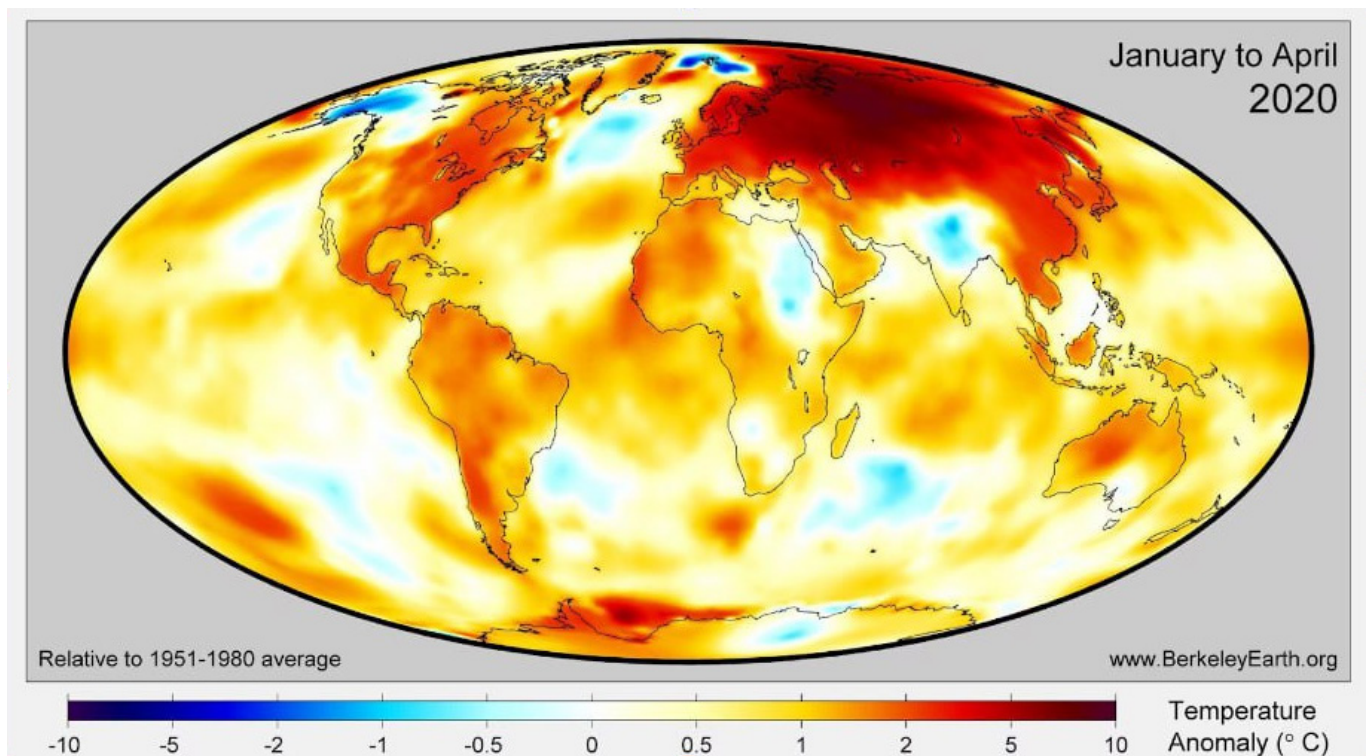 January to April
2020
Relative to 1951-1980 average
www.BerkeleyEarth.org
-10 -5 -2 -1 -0.5 0 0.5 1 2 5 10
Temperature
Anomaly (° C)